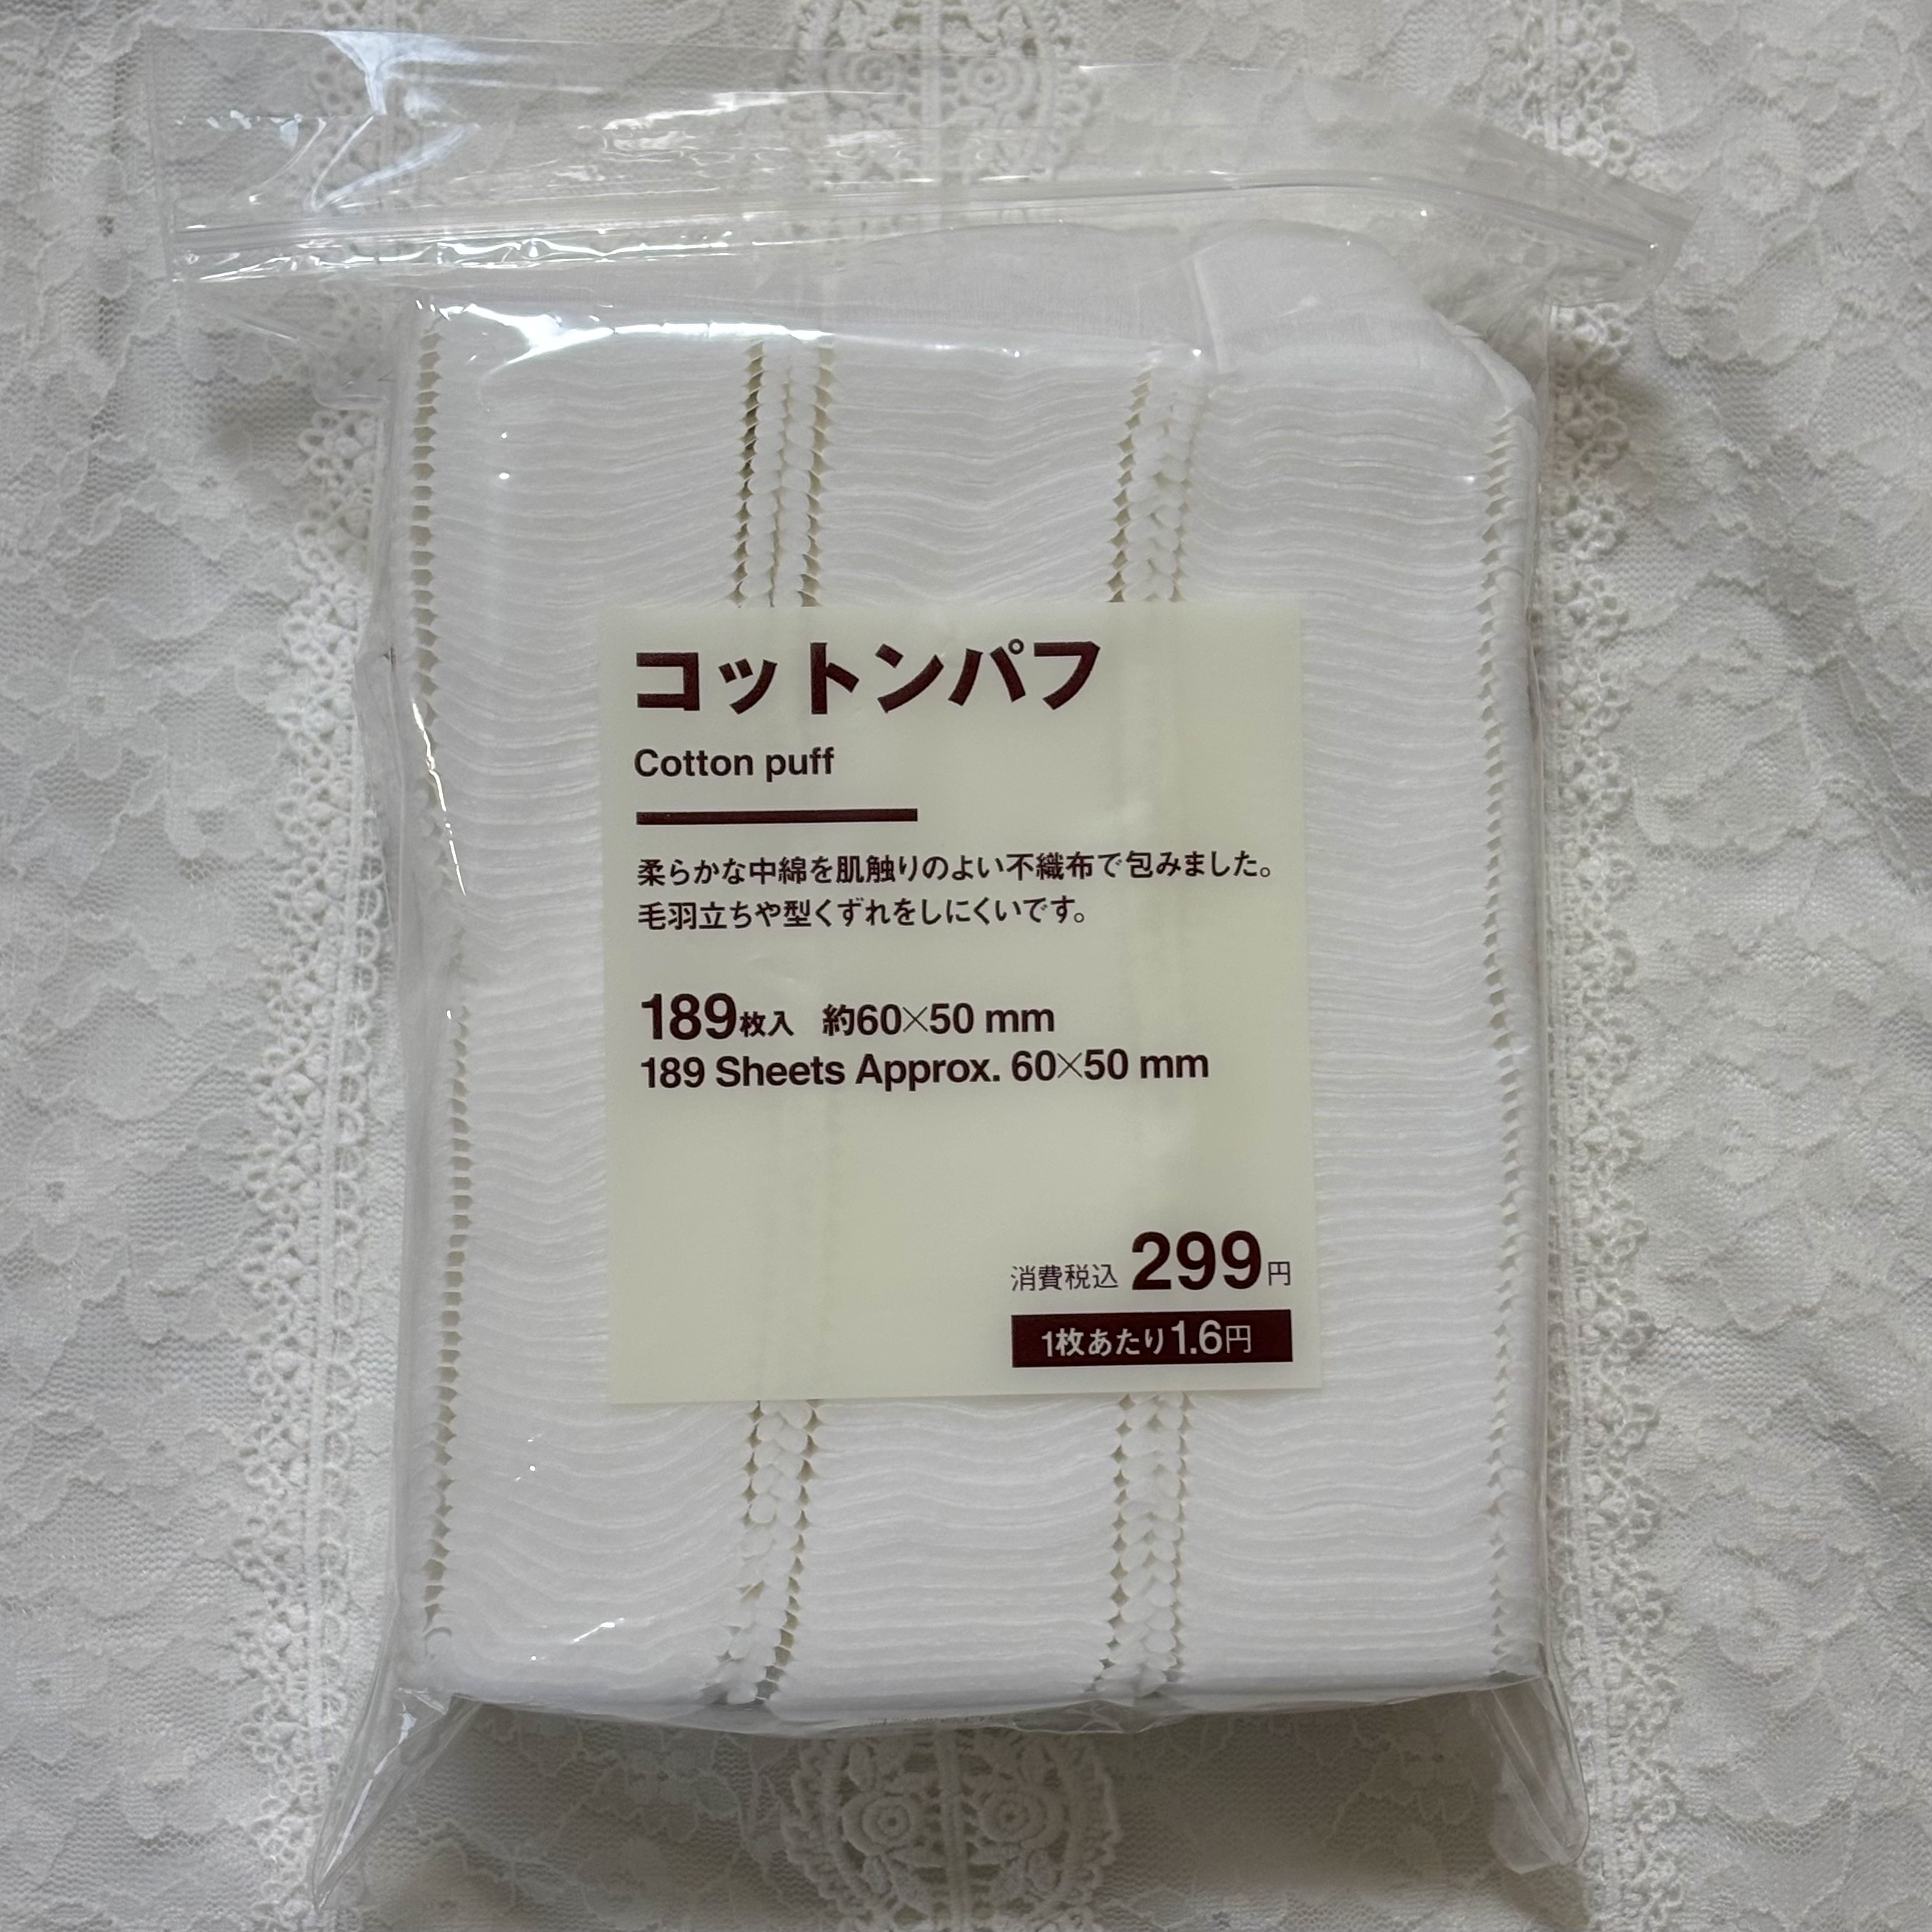 コットンパフ
Cotton puff
柔らかな中綿を肌触りのよい不織布で包みました。
毛羽立ちや型くずれをしにくいです。
189枚入 約60×50 mm
189 Sheets Approx. 60×50 mm
消費税込 299円
1枚あたり1.6円